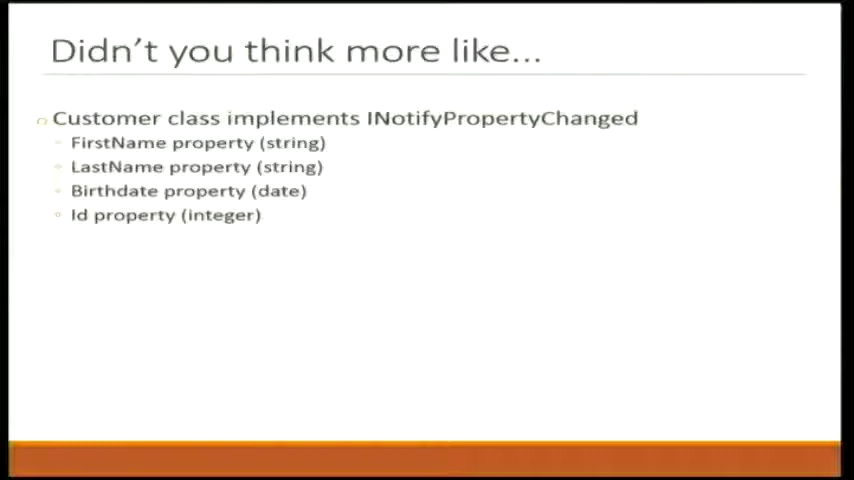 Didn't you think more like...
Customer class implements INotifyPropertyChanged
FirstName property (string)
LastName property (string)
Birthdate property (date)
Id property (integer)